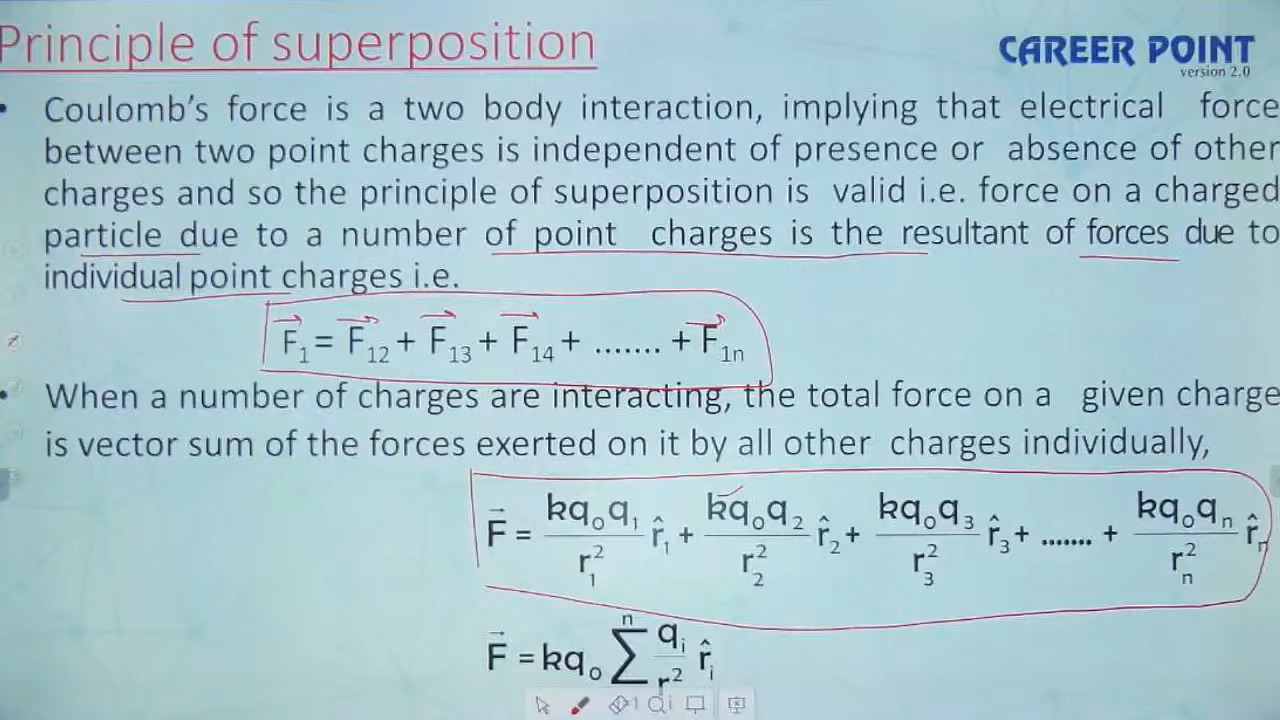 Principle of superposition
CAREER POINT
version 2.0
• Coulomb's force is a two body interaction, implying that electrical force
between two point charges is independent of presence or absence of other
charges and so the principle of superposition is valid i.e. force on a charged
particle due to a number of point charges is the resultant of forces due to
individual point charges i.e.
F⃗₁ = F⃗₁₂ + F⃗₁₃ + F⃗₁₄ + ....... + F⃗₁ₙ
• When a number of charges are interacting, the total force on a given charge
is vector sum of the forces exerted on it by all other charges individually,
F⃗ = kq₀q₁/r₁² r̂₁ + kq₀q₂/r₂² r̂₂ + kq₀q₃/r₃² r̂₃ + ....... + kq₀qₙ/rₙ² r̂ₙ
F⃗ = kq₀ ∑ⁿ qᵢ/r² r̂ᵢ